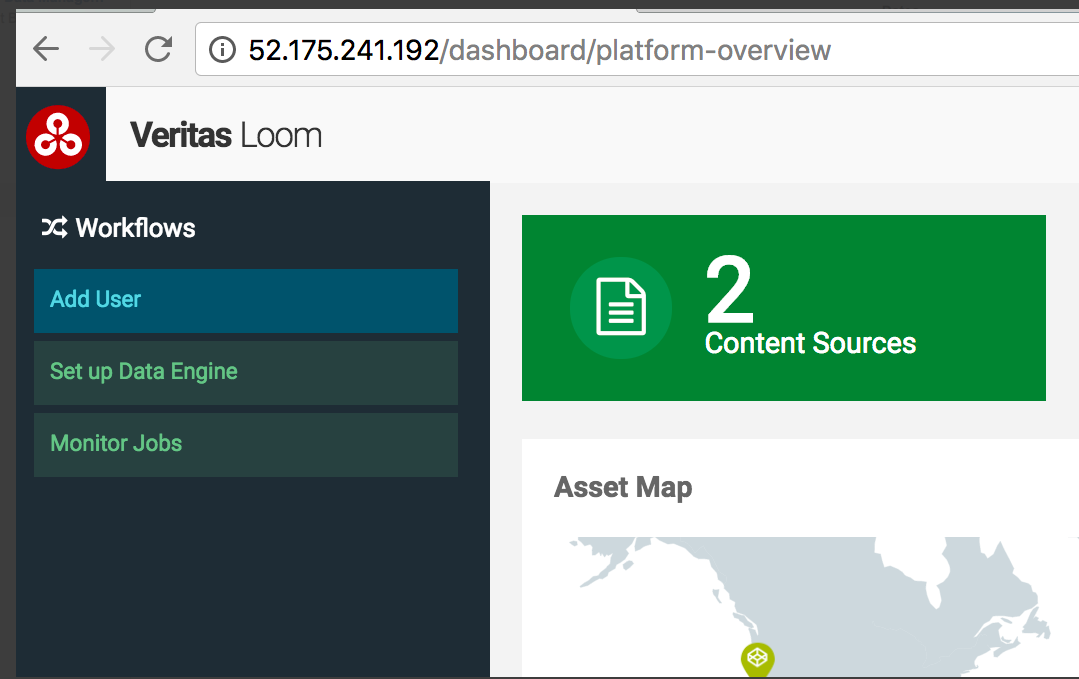 52.175.241.192/dashboard/platform-overview
Veritas Loom
Workflows
Add User
Set up Data Engine
Monitor Jobs
2
Content Sources
Asset Map